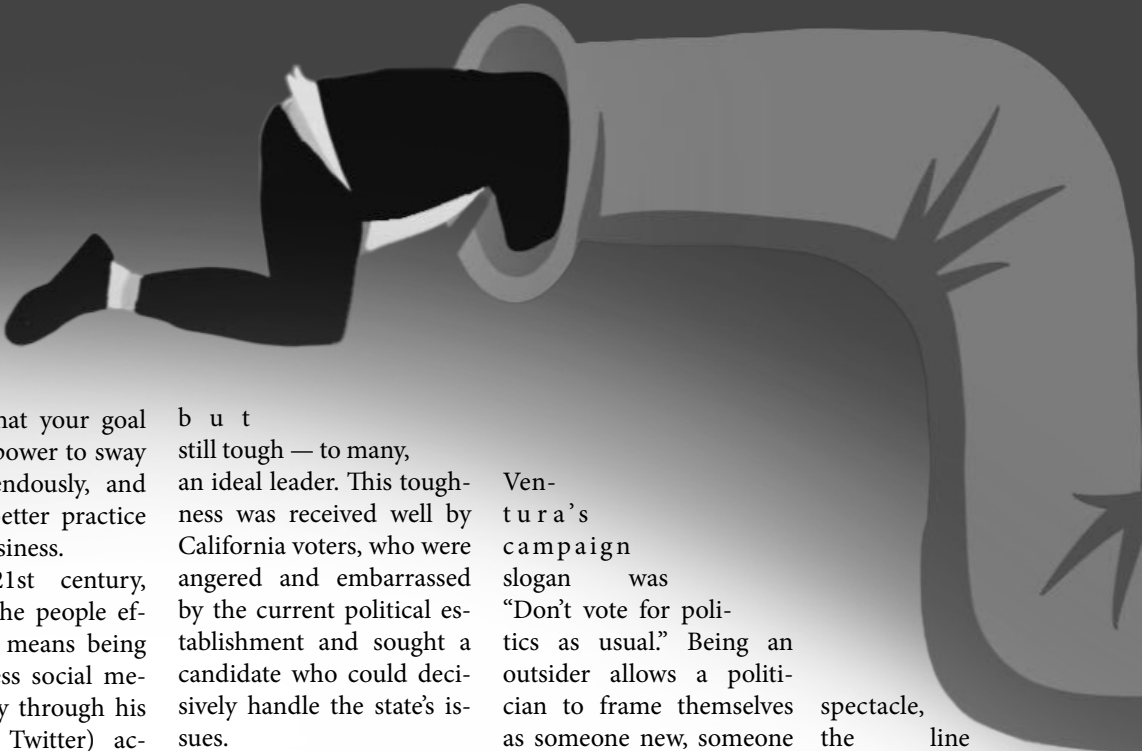 hat your goal
power to sway
endously, and
etter practice
siness.
21st century,
he people ef-
means being
ess social me-
y through his
Twitter) ac-
b u t
still tough — to many,
an ideal leader. This tough-
ness was received well by
California voters, who were
angered and embarrassed
by the current political es-
tablishment and sought a
candidate who could deci-
sively handle the state’s is-
sues.
Ven-
tura’s
campaign
slogan was
“Don’t vote for poli-
tics as usual.” Being an
outsider allows a politi-
cian to frame themselves
as someone new, someone
spectacle,
the line